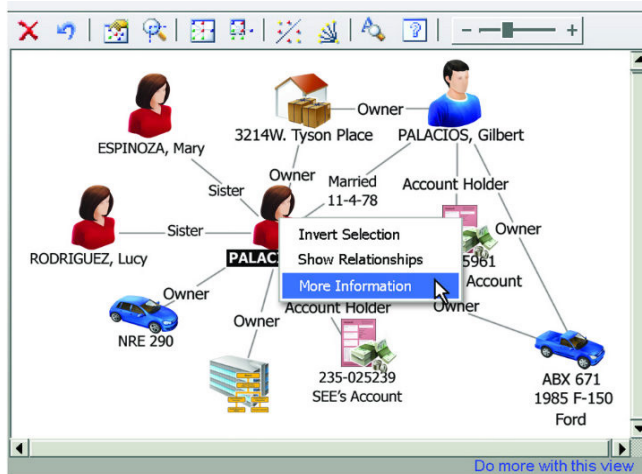 Owner
3214W. Tyson Place
PALACIOS, Gilbert
ESPINOZA, Mary
Owner
Married
11-4-78
Account Holder
Sister
Sister
Invert Selection
Owner
RODRIGUEZ, Lucy
PALACI
Show Relationships
5961
More Information
Account
Owner
Owner
Owner
Account Holder
NRE 290
235-025239
SEE's Account
ABX 671
1985 F-150
Ford
Do more with this view